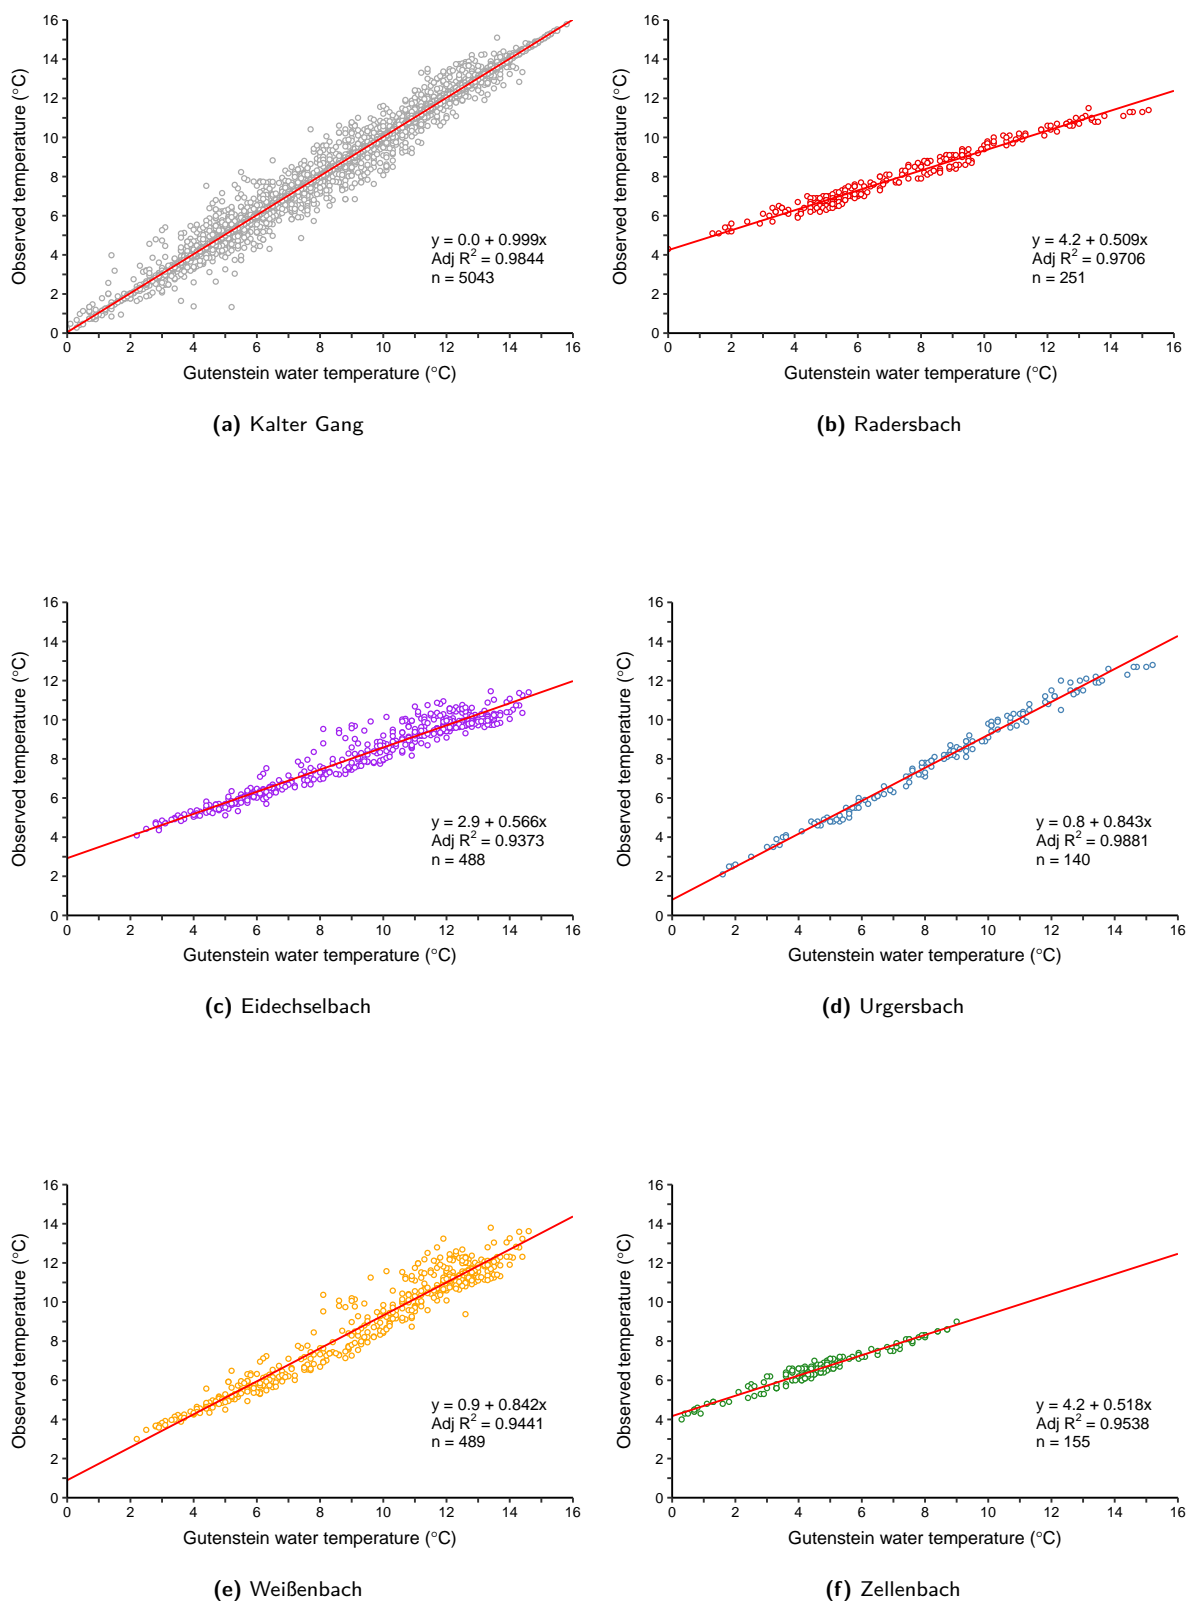 16
14
12
10
8
6
4
2
0
Observed temperature (°C)
y = 0.0 + 0.999x
Adj R² = 0.9844
n = 5043
0 2 4 6 8 10 12 14 16
Gutenstein water temperature (°C)
(a) Kalter Gang
16
14
12
10
8
6
4
2
0
Observed temperature (°C)
y = 4.2 + 0.509x
Adj R² = 0.9706
n = 251
0 2 4 6 8 10 12 14 16
Gutenstein water temperature (°C)
(b) Radersbach
16
14
12
10
8
6
4
2
0
Observed temperature (°C)
y = 2.9 + 0.566x
Adj R² = 0.9373
n = 488
0 2 4 6 8 10 12 14 16
Gutenstein water temperature (°C)
(c) Eidechselbach
16
14
12
10
8
6
4
2
0
Observed temperature (°C)
y = 0.8 + 0.843x
Adj R² = 0.9881
n = 140
0 2 4 6 8 10 12 14 16
Gutenstein water temperature (°C)
(d) Urgersbach
16
14
12
10
8
6
4
2
0
Observed temperature (°C)
y = 0.9 + 0.842x
Adj R² = 0.9441
n = 489
0 2 4 6 8 10 12 14 16
Gutenstein water temperature (°C)
(e) Weißenbach
16
14
12
10
8
6
4
2
0
Observed temperature (°C)
y = 4.2 + 0.518x
Adj R² = 0.9538
n = 155
0 2 4 6 8 10 12 14 16
Gutenstein water temperature (°C)
(f) Zellenbach